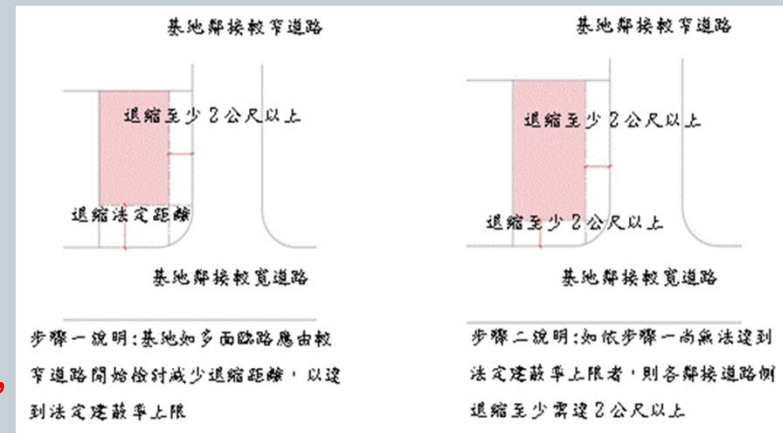 基地鄰接較窄道路
退縮至少2公尺以上
退縮法定距離
基地鄰接較寬道路
步驟一說明:基地如多面臨路應由較
窄道路開始檢討減少退縮距離，以達
到法定建蔽率上限
基地鄰接較窄道路
退縮至少2公尺以上
退縮至少2公尺以上
基地鄰接較寬道路
步驟二說明:如依步驟一尚無法達到
法定建蔽率上限者，則各鄰接道路側
退縮至少需達2公尺以上
,